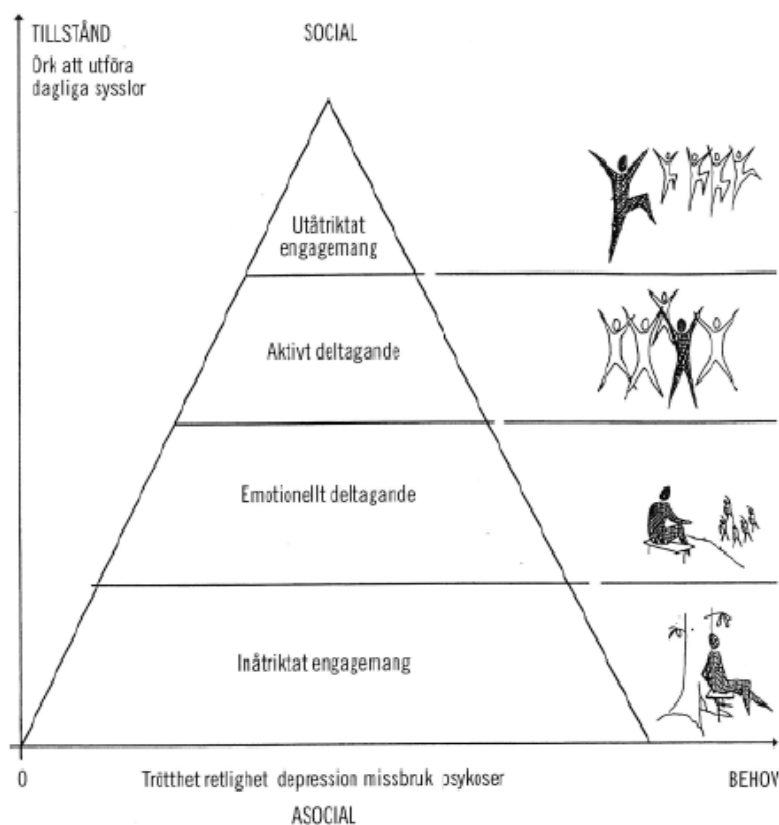 TILLSTÅND
SOCIAL
Örk att utföra
dagliga sysslor
Utåtriktat
engagemang
Aktivt deltagande
Emotionellt deltagande
Inåtriktat engagemang
0
Trötthet retlighet depression missbruk psykoser
BEHOV
ASOCIAL